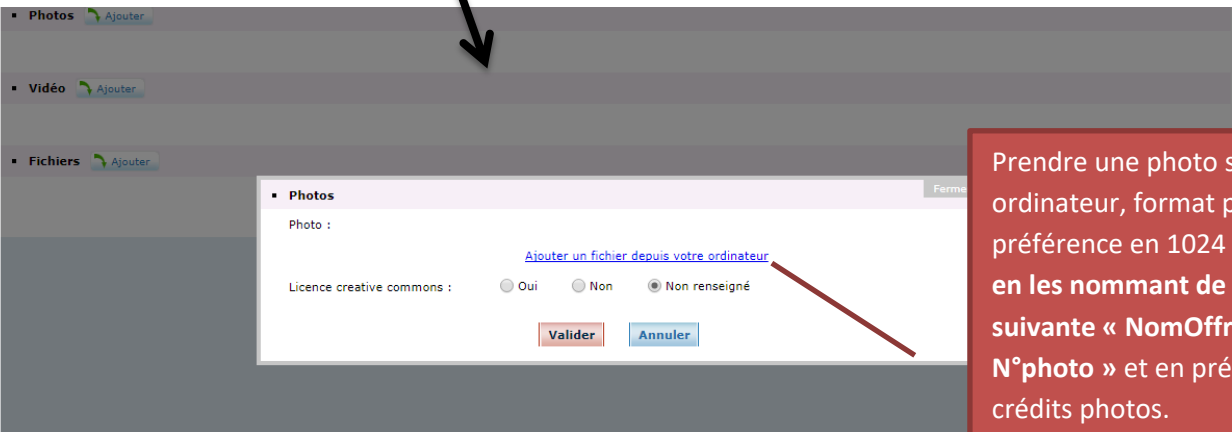 Photos Ajouter
Vidéo Ajouter
Fichiers Ajouter
Photos
Photo :
Ajouter un fichier depuis votre ordinateur
Licence creative commons : Oui Non Non renseigné
Valider Annuler
Prendre une photo
ordinateur, format
préférence en 1024
en les nommant de
suivante «
N°photo » et en
crédits photos.